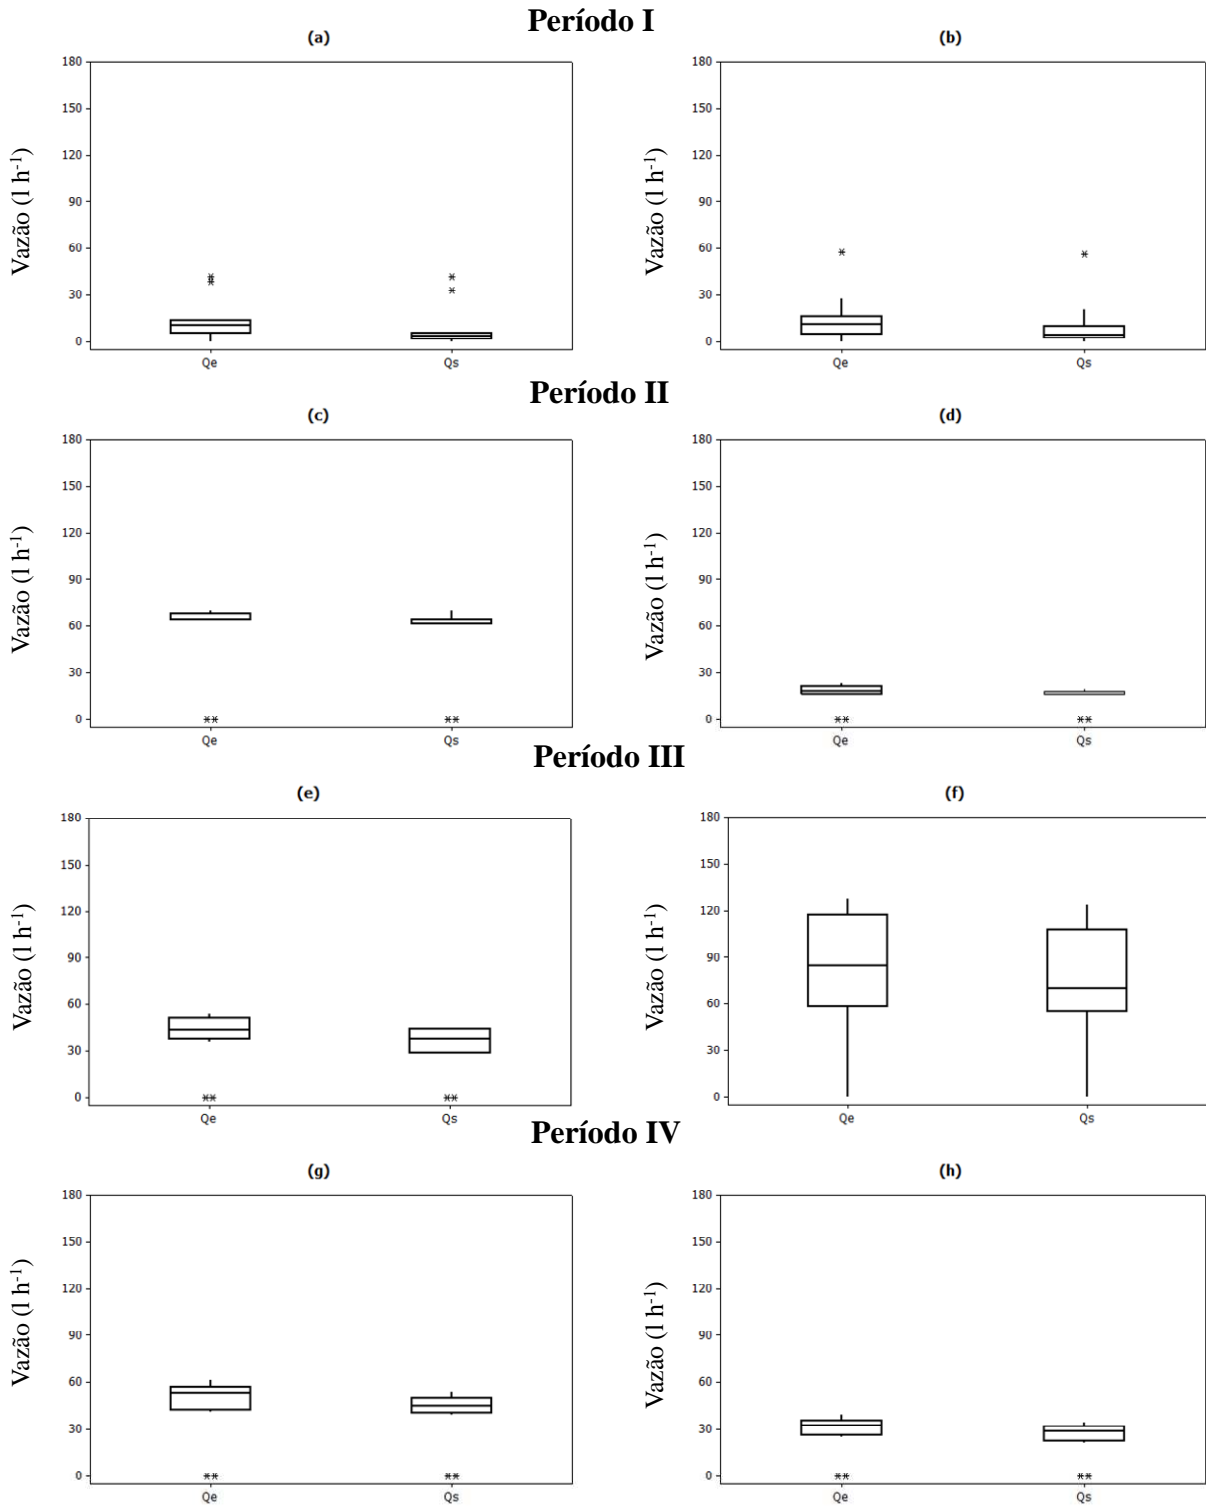 Período I
(a) (b)
Vazão (l h-1) Vazão (l h-1)
180 180
150 150
120 120
90 90
60 60
30 30
0 0
Qe Qs Qe Qs
Período II
(c) (d)
Vazão (l h-1) Vazão (l h-1)
180 180
150 150
120 120
90 90
60 60
30 30
0 0
Qe Qs Qe Qs
Período III
(e) (f)
Vazão (l h-1) Vazão (l h-1)
180 180
150 150
120 120
90 90
60 60
30 30
0 0
Qe Qs Qe Qs
Período IV
(g) (h)
Vazão (l h-1) Vazão (l h-1)
180 180
150 150
120 120
90 90
60 60
30 30
0 0
Qe Qs Qe Qs